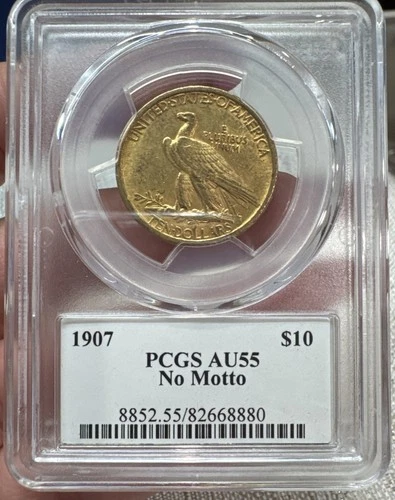 UNITED·STATES·OF·AMERICA
E
PLURIBUS
UNUM
·TEN·DOLLARS·
1907 $10
PCGS AU55
No Motto
8852.55/82668880